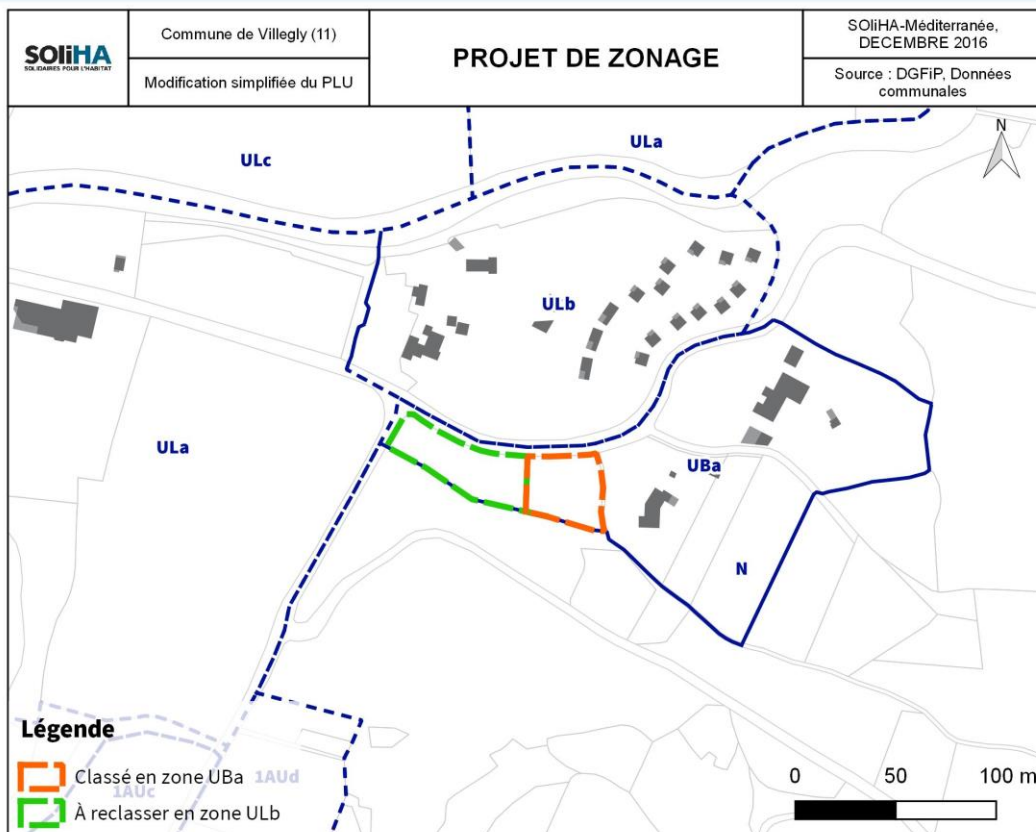 SOLiHA
SOLIDAIRES POUR L'HABITAT
Commune de Villegly (11)
Modification simplifiée du PLU
PROJET DE ZONAGE
SOliHA-Méditerranée,
DECEMBRE 2016
Source : DGFiP, Données
communales
N
ULc
ULa
ULb
ULa
UBa
N
Légende
Classé en zone UBa
1AUc
1AUd
À reclasser en zone ULb
0 50 100 m